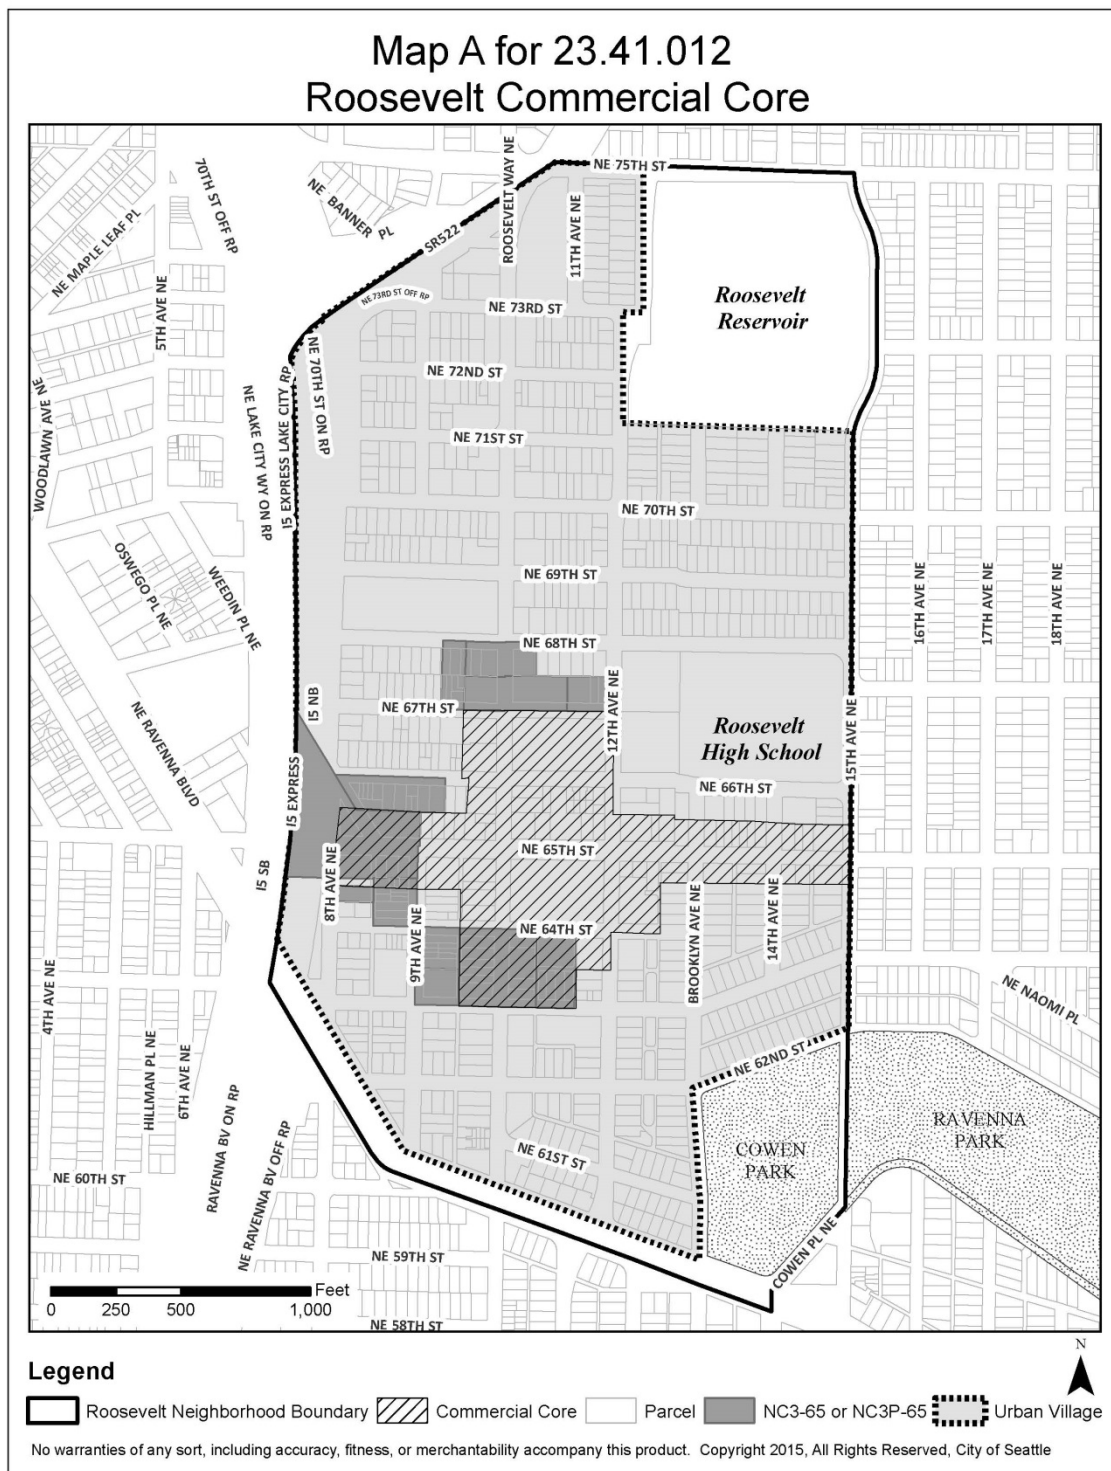 Map A for 23.41.012
Roosevelt Commercial Core
NE 75TH ST
ROOSEVELT WAY NE
70TH ST OFF RP
NE BANNER PL
NE MAPLE LEAF PL
SR522
11TH AVE NE
5TH AVE NE
NE 73RD ST OFF RP
NE 73RD ST
Roosevelt
Reservoir
NE 72ND ST
NE 70TH ST ON RP
WOODLAWN AVE NE
NE LAKE CITY WY ON RP
I5 EXPRESS LAKE CITY RP
NE 71ST ST
NE 70TH ST
OSWEGO PL NE
WEEDIN PL NE
NE 69TH ST
16TH AVE NE
17TH AVE NE
18TH AVE NE
NE 68TH ST
I5 NB
NE 67TH ST
12TH AVE NE
Roosevelt
High School
15TH AVE NE
NE RAVENNA BLVD
I5 EXPRESS
NE 66TH ST
NE 65TH ST
I5 SB
8TH AVE NE
9TH AVE NE
NE 64TH ST
BROOKLYN AVE NE
14TH AVE NE
4TH AVE NE
NE NAOMI PL
HILLMAN PL NE
6TH AVE NE
NE 62ND ST
RAVENNA
PARK
COWEN
PARK
NE 61ST ST
RAVENNA BV ON RP
NE RAVENNA BV OFF RP
NE 60TH ST
NE 59TH ST
COWEN PL NE
Feet
0 250 500 1,000
NE 58TH ST
N
Legend
Roosevelt Neighborhood Boundary Commercial Core Parcel NC3-65 or NC3P-65 Urban Village
No warranties of any sort, including accuracy, fitness, or merchantability accompany this product. Copyright 2015, All Rights Reserved, City of Seattle